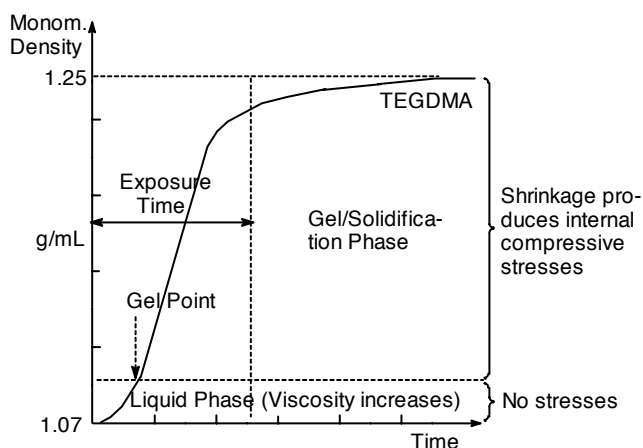 Monom.
Density
1.25
TEGDMA
Exposure
Time
Shrinkage pro-
duces internal
compressive
stresses
Gel/Solidifica-
tion Phase
g/mL
Gel Point
Liquid Phase (Viscosity increases)
No stresses
1.07
Time